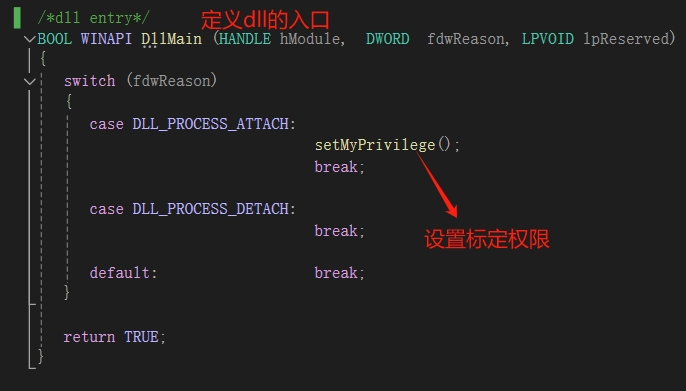 /*dll entry*/ 定义dll的入口
BOOL WINAPI DllMain (HANDLE hModule, DWORD fdwReason, LPVOID lpReserved)
{
switch (fdwReason)
{
case DLL_PROCESS_ATTACH:
setMyPrivilege();
break;
case DLL_PROCESS_DETACH:
break;
设置标定权限
default: break;
}
return TRUE;
}